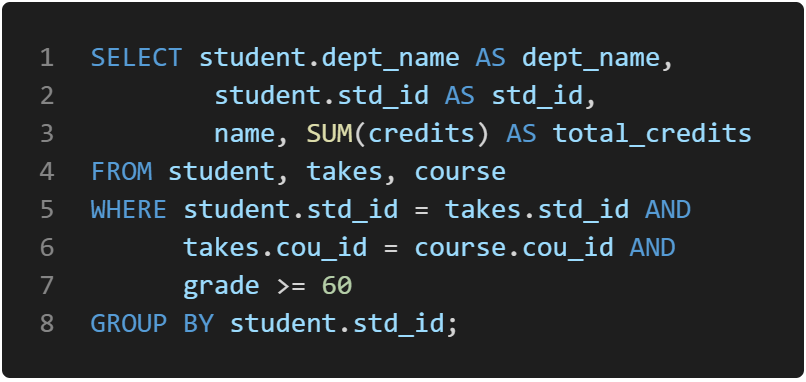 1 SELECT student.dept_name AS dept_name,
2 student.std_id AS std_id,
3 name, SUM(credits) AS total_credits
4 FROM student, takes, course
5 WHERE student.std_id = takes.std_id AND
6 takes.cou_id = course.cou_id AND
7 grade >= 60
8 GROUP BY student.std_id;